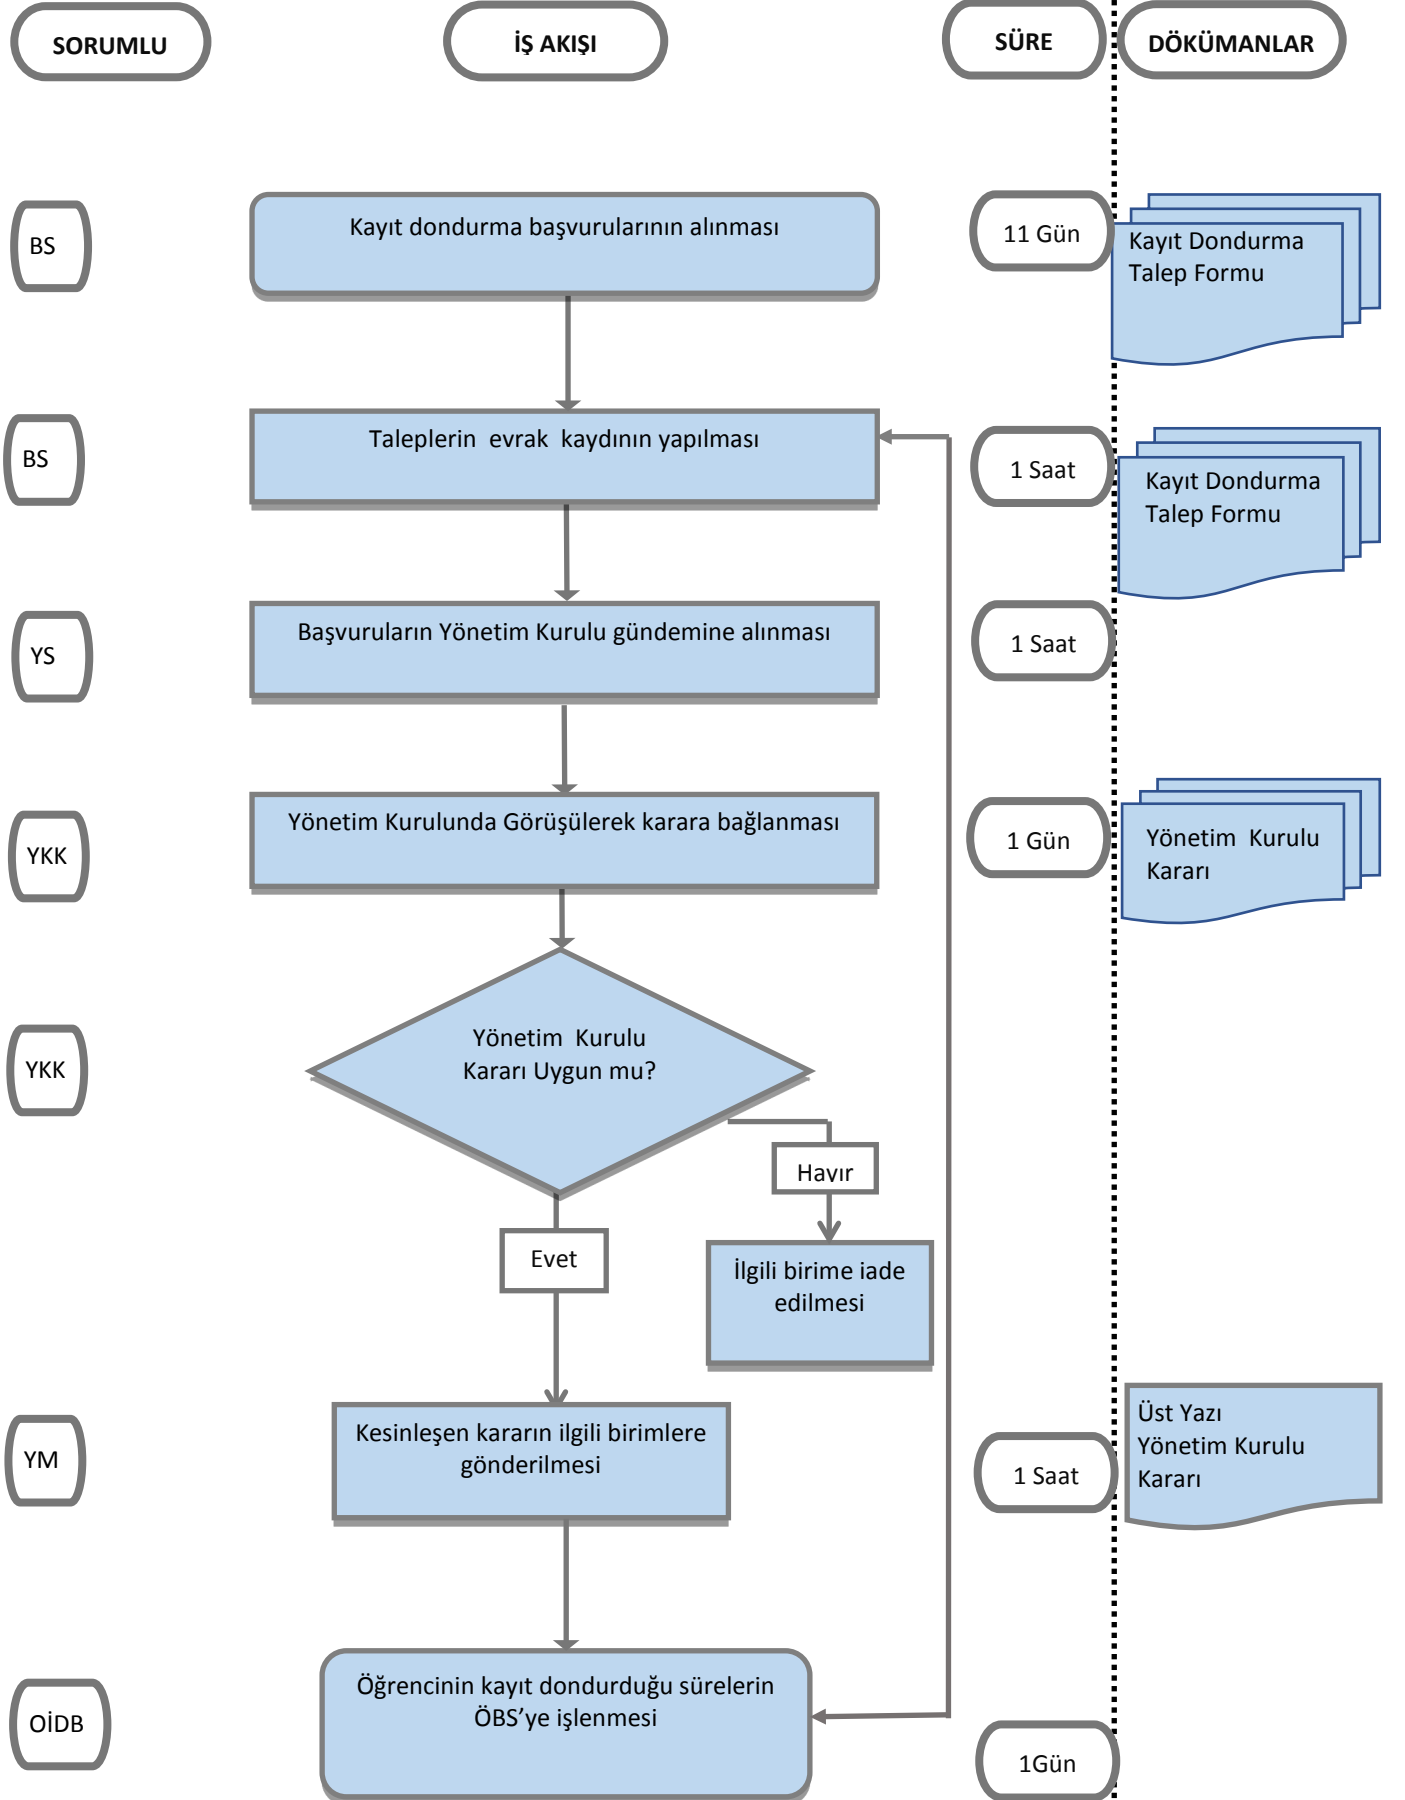 SORUMLU
İŞ AKIŞI
SÜRE
DÖKÜMANLAR
BS
Kayıt dondurma başvurularının alınması
11 Gün
Kayıt Dondurma
Talep Formu
BS
Taleplerin evrak kaydının yapılması
1 Saat
Kayıt Dondurma
Talep Formu
YS
Başvuruların Yönetim Kurulu gündemine alınması
1 Saat
YKK
Yönetim Kurulunda Görüşülerek karara bağlanması
1 Gün
Yönetim Kurulu
Kararı
YKK
Yönetim Kurulu
Kararı Uygun mu?
Hayır
Evet
İlgili birime iade
edilmesi
YM
Kesinleşen kararın ilgili birimlere
gönderilmesi
1 Saat
Üst Yazı
Yönetim Kurulu
Kararı
OİDB
Öğrencinin kayıt dondurduğu sürelerin
ÖBS’ye işlenmesi
1Gün